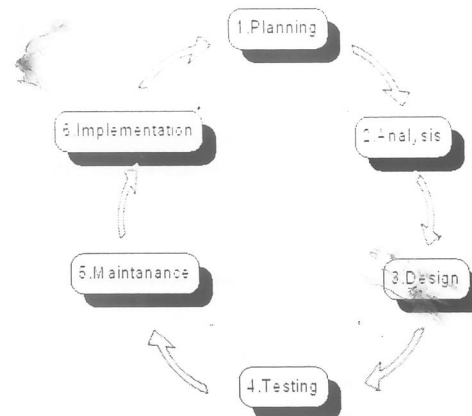 1.Planning
2.Analysis
3.Design
4.Testing
5.Maintanance
6.Implementation